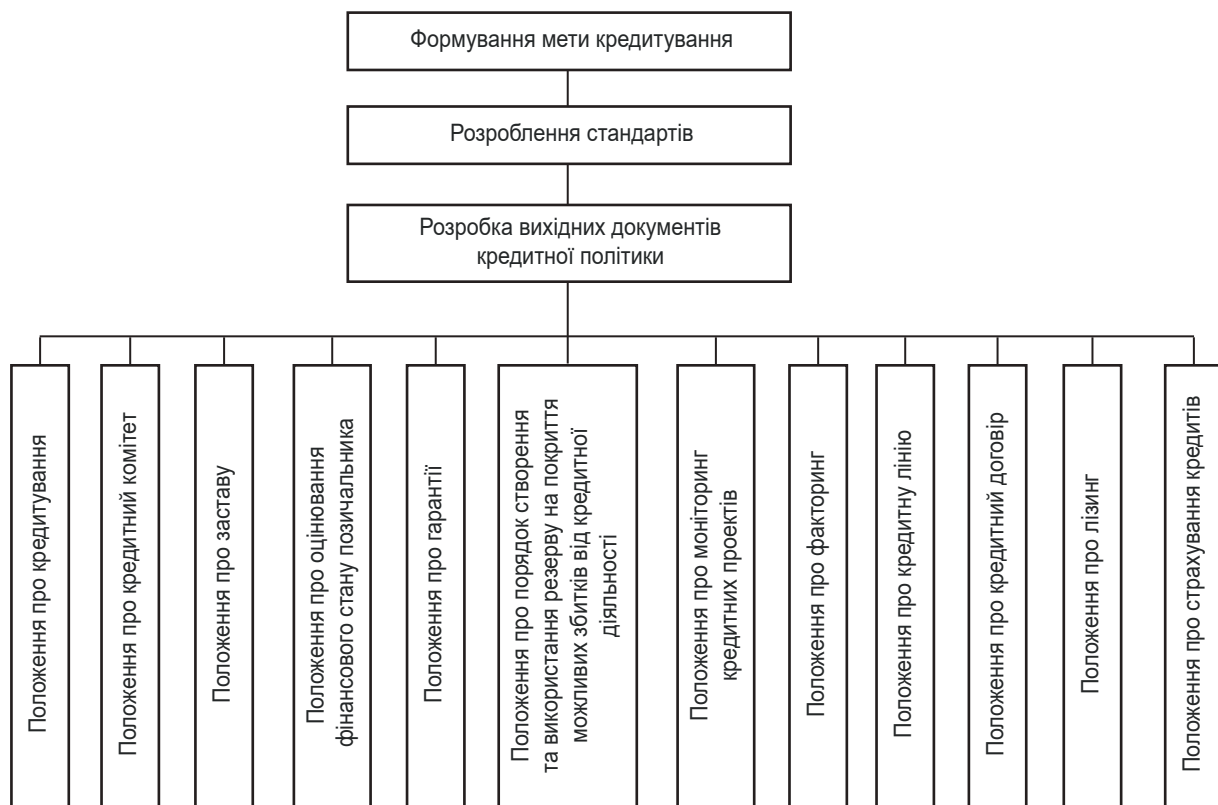 Формування мети кредитування
Розроблення стандартів
Розробка вихідних документів
кредитної політики
Положення про кредитування
Положення про кредитний комітет
Положення про заставу
Положення про оцінювання
фінансового стану позичальника
Положення про гарантії
Положення про порядок створення
та використання резерву на покриття
можливих збитків від кредитної
діяльності
Положення про моніторинг
кредитних проектів
Положення про факторинг
Положення про кредитну лінію
Положення про кредитний договір
Положення про лізинг
Положення про страхування кредитів